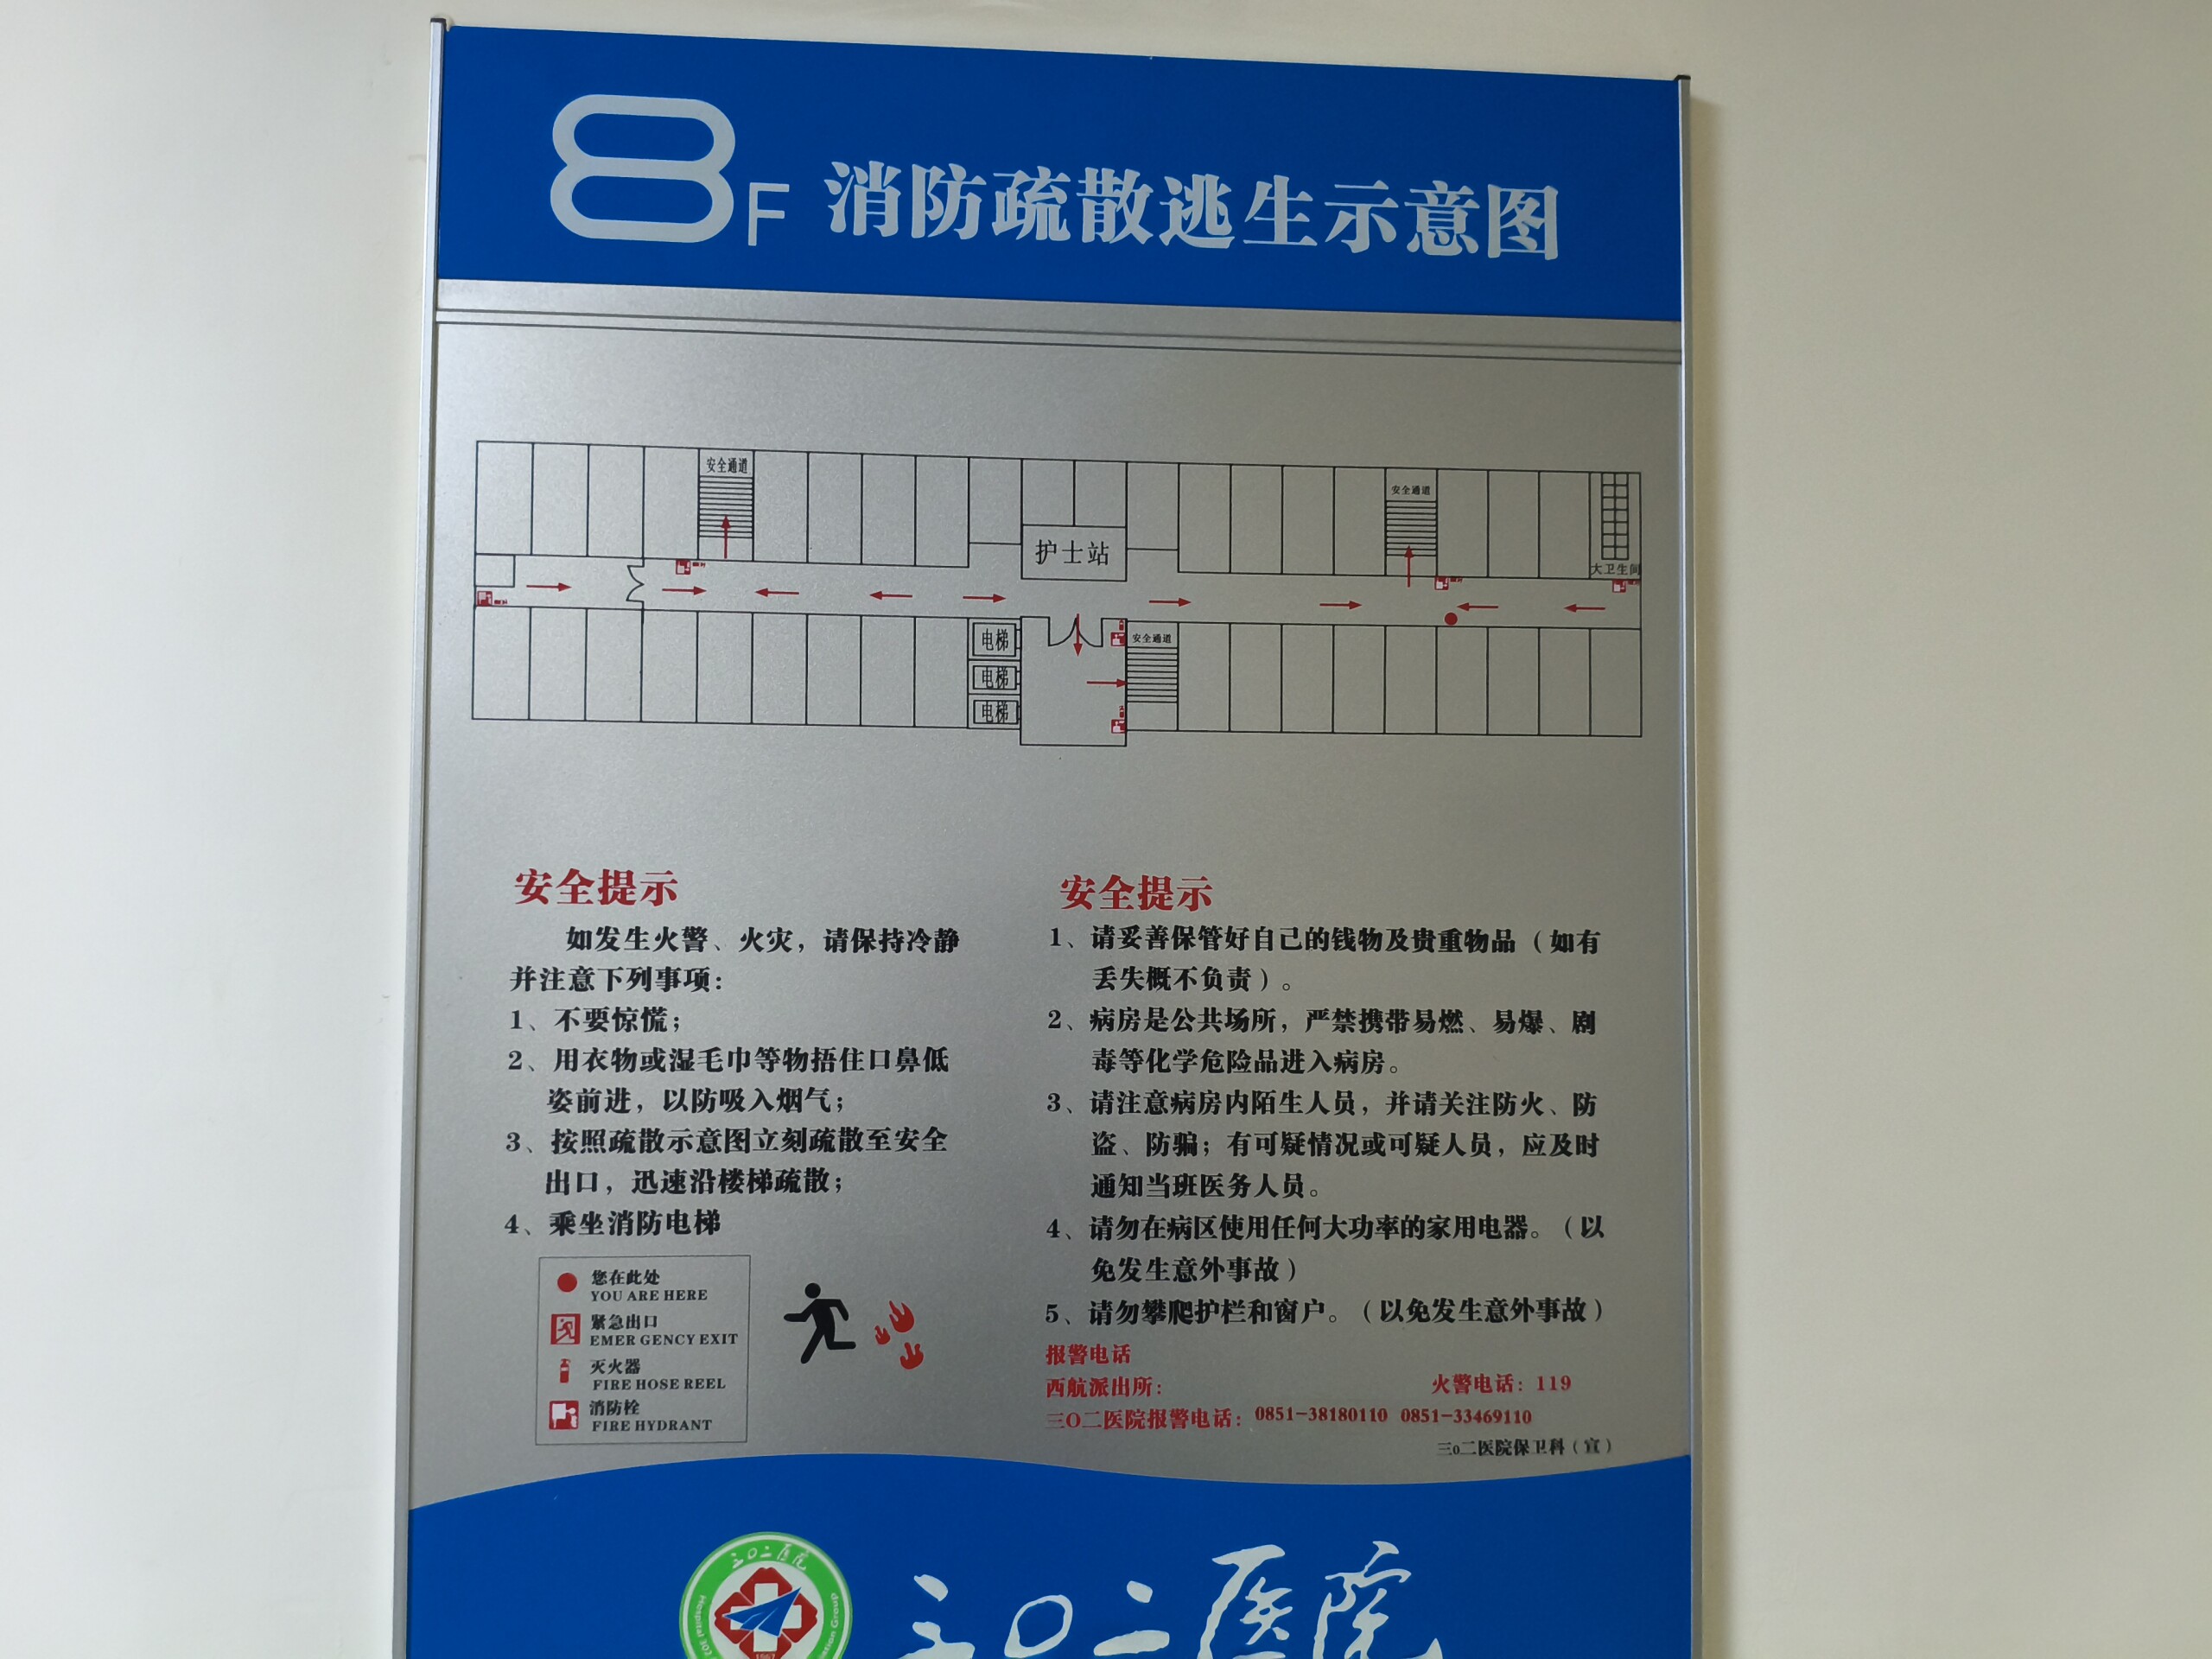 8F 消防疏散逃生示意图
安全通道
安全通道
护士站
大卫生间
电梯
安全通道
电梯
电梯
安全提示
如发生火警、火灾，请保持冷静
并注意下列事项：
1、不要惊慌；
2、用衣物或湿毛巾等物捂住口鼻低
姿前进，以防吸入烟气；
3、按照疏散示意图立刻疏散至安全
出口，迅速沿楼梯疏散；
4、乘坐消防电梯
您在此处
YOU ARE HERE
紧急出口
EMER GENCY EXIT
灭火器
FIRE HOSE REEL
消防栓
FIRE HYDRANT
安全提示
1、请妥善保管好自己的钱物及贵重物品（如有
丢失概不负责）。
2、病房是公共场所，严禁携带易燃、易爆、剧
毒等化学危险品进入病房。
3、请注意病房内陌生人员，并请关注防火、防
盗、防骗；有可疑情况或可疑人员，应及时
通知当班医务人员。
4、请勿在病区使用任何大功率的家用电器。（以
免发生意外事故）
5、请勿攀爬护栏和窗户。（以免发生意外事故）
报警电话
西航派出所： 火警电话：119
三O二医院报警电话：0851-38180110 0851-33469110
三o二医院保卫科（宣）
三O二医院
1967
三O二医院